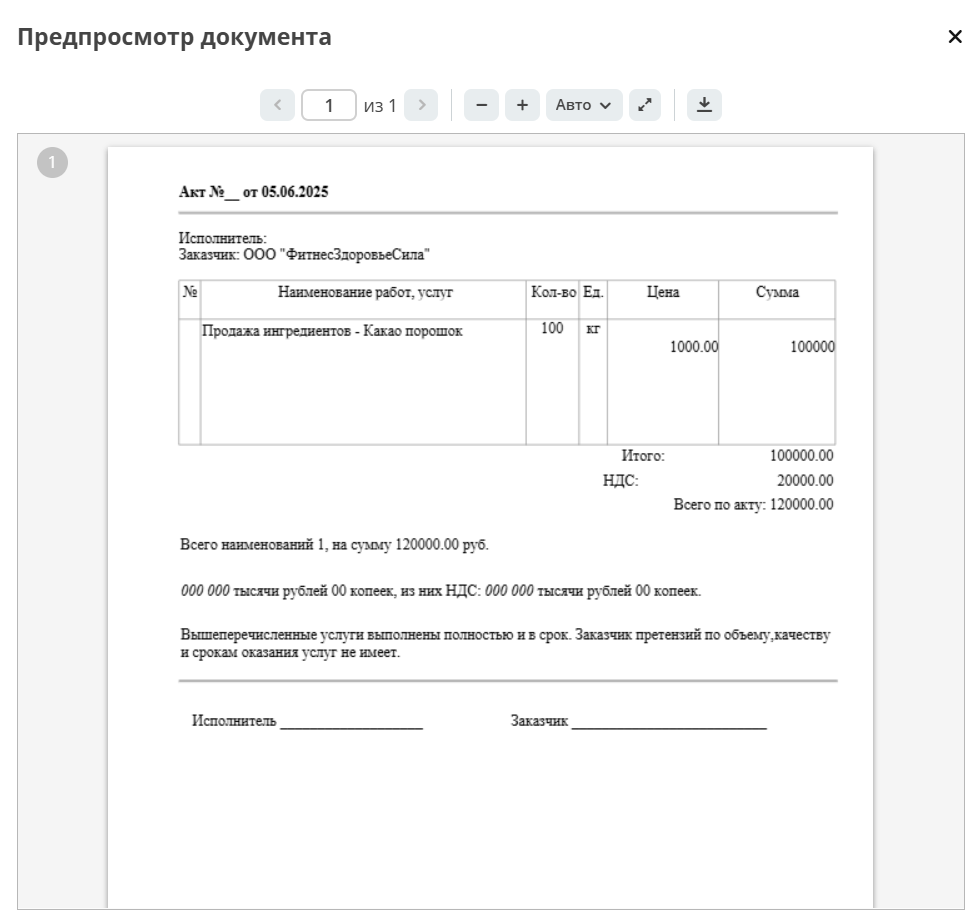 Предпросмотр документа
1 из 1 Авто
1
Акт №__ от 05.06.2025
Исполнитель:
Заказчик: ООО "ФитнесЗдоровьеСила"
№ Наименование работ, услуг Кол-во Ед. Цена Сумма
Продажа ингредиентов - Какао порошок 100 кг
1000.00 100000
Итого: 100000.00
НДС: 20000.00
Всего по акту: 120000.00
Всего наименований 1, на сумму 120000.00 руб.
000 000 тысячи рублей 00 копеек, из них НДС: 000 000 тысячи рублей 00 копеек.
Вышеперечисленные услуги выполнены полностью и в срок. Заказчик претензий по объему,качеству
и срокам оказания услуг не имеет.
Исполнитель ___________________ Заказчик __________________________